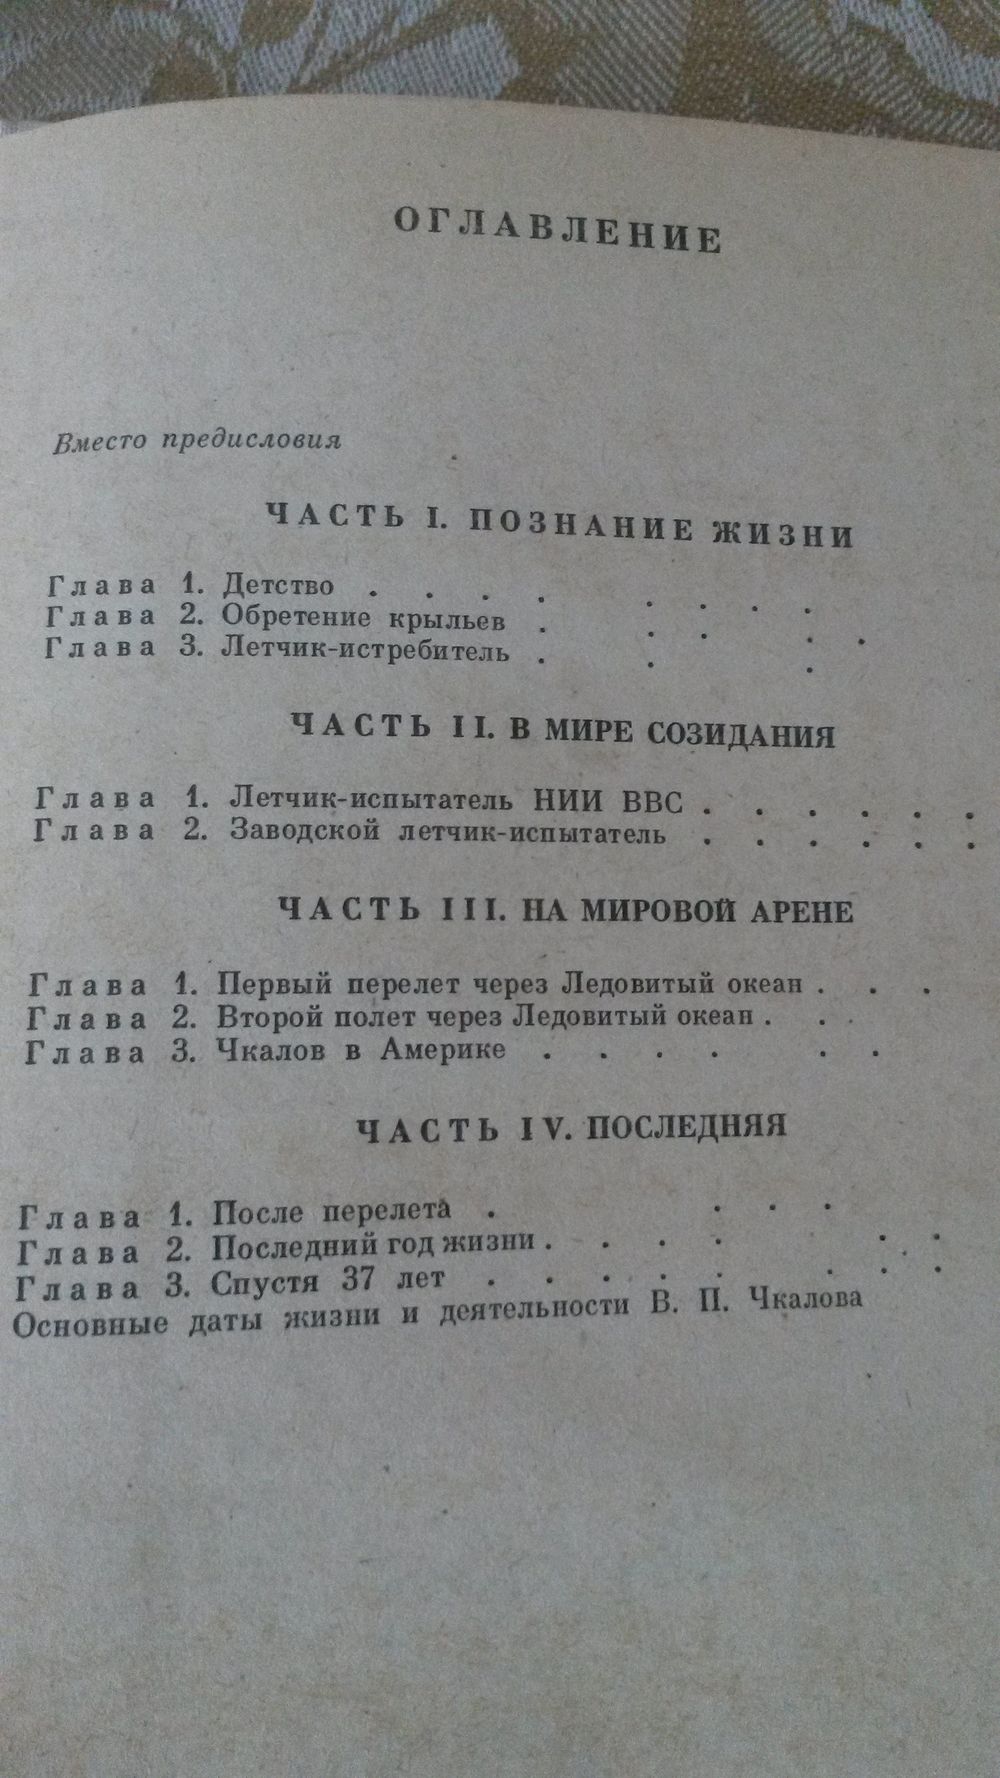 ОГЛАВЛЕНИЕ
Вместо предисловия
ЧАСТЬ I. ПОЗНАНИЕ ЖИЗНИ
Глава 1. Детство . . . . . . . .
Глава 2. Обретение крыльев . . . . .
Глава 3. Летчик-истребитель . . .
ЧАСТЬ II. В МИРЕ СОЗИДАНИЯ
Глава 1. Летчик-испытатель НИИ ВВС . . . . . .
Глава 2. Заводской летчик-испытатель . . . . . .
ЧАСТЬ III. НА МИРОВОЙ АРЕНЕ
Глава 1. Первый перелет через Ледовитый океан . . .
Глава 2. Второй полет через Ледовитый океан . . .
Глава 3. Чкалов в Америке . . . . . .
ЧАСТЬ IV. ПОСЛЕДНЯЯ
Глава 1. После перелета . . . .
Глава 2. Последний год жизни . . . . . .
Глава 3. Спустя 37 лет . . . . . . . .
Основные даты жизни и деятельности В. П. Чкалова